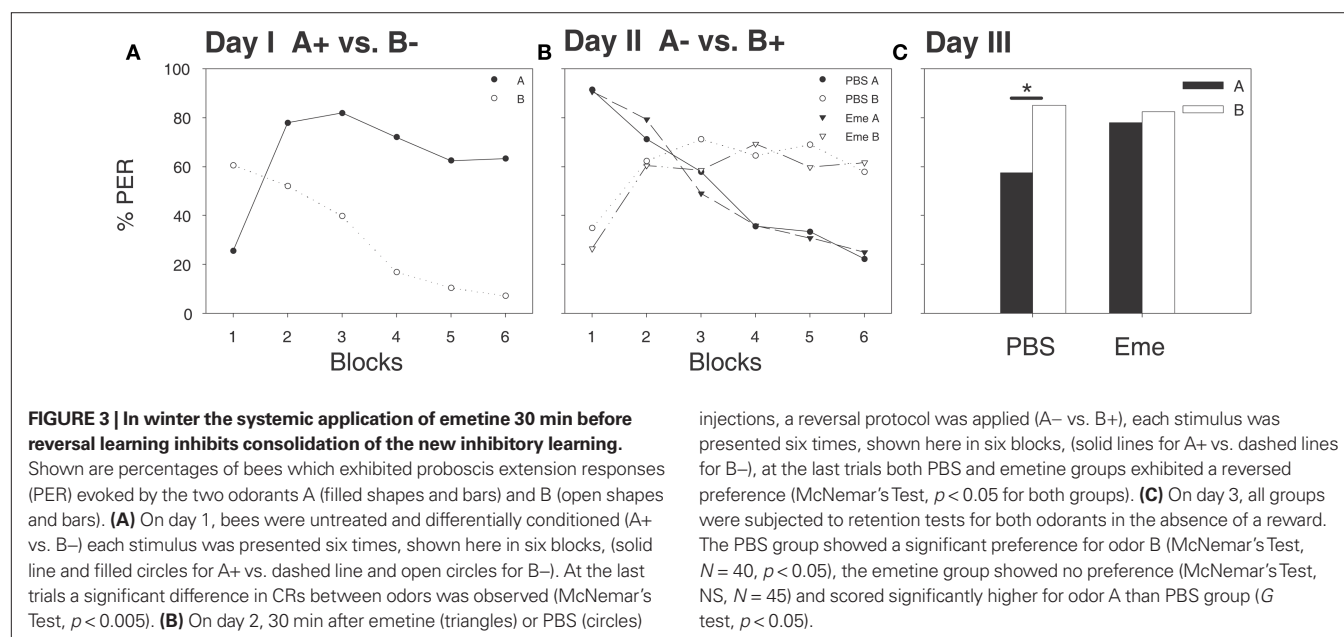 A
Day I A+ vs. B-
B
Day II A- vs. B+
C
Day III
100
80
60
40
20
0
% PER
A
B
1 2 3 4 5 6
Blocks
PBS A
PBS B
Eme A
Eme B
1 2 3 4 5 6
Blocks
*
A
B
PBS Eme
FIGURE 3 | In winter the systemic application of emetine 30 min before
reversal learning inhibits consolidation of the new inhibitory learning.
Shown are percentages of bees which exhibited proboscis extension responses
(PER) evoked by the two odorants A (filled shapes and bars) and B (open shapes
and bars). (A) On day 1, bees were untreated and differentially conditioned (A+
vs. B–) each stimulus was presented six times, shown here in six blocks, (solid
line and filled circles for A+ vs. dashed line and open circles for B–). At the last
trials a significant difference in CRs between odors was observed (McNemar's
Test, p < 0.005). (B) On day 2, 30 min after emetine (triangles) or PBS (circles)
injections, a reversal protocol was applied (A– vs. B+), each stimulus was
presented six times, shown here in six blocks, (solid lines for A+ vs. dashed lines
for B–), at the last trials both PBS and emetine groups exhibited a reversed
preference (McNemar's Test, p < 0.05 for both groups). (C) On day 3, all groups
were subjected to retention tests for both odorants in the absence of a reward.
The PBS group showed a significant preference for odor B (McNemar's Test,
N = 40, p < 0.05), the emetine group showed no preference (McNemar's Test,
NS, N = 45) and scored significantly higher for odor A than PBS group (G
test, p < 0.05).